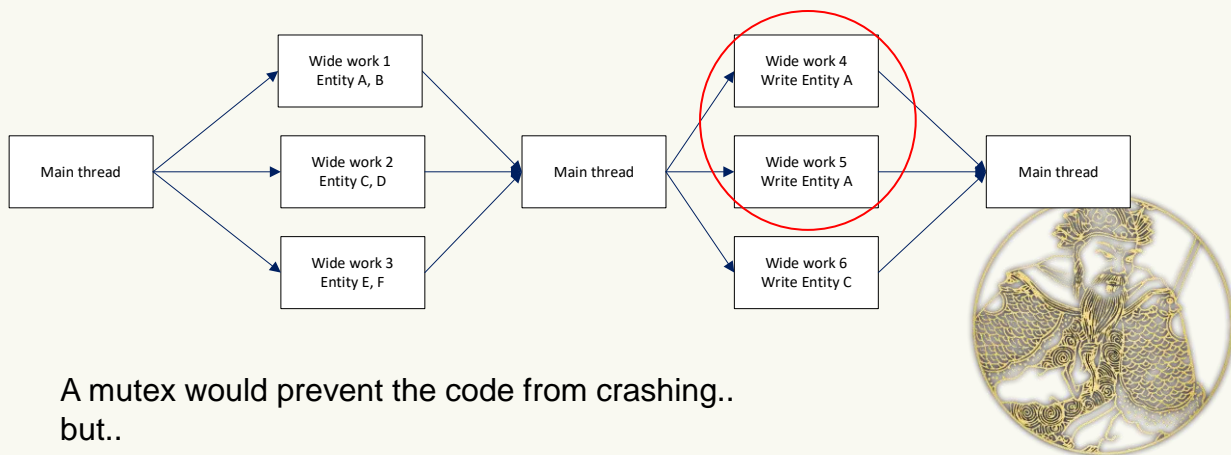 Main thread
Wide work 1
Entity A, B
Wide work 2
Entity C, D
Wide work 3
Entity E, F
Main thread
Wide work 4
Write Entity A
Wide work 5
Write Entity A
Wide work 6
Write Entity C
Main thread
A mutex would prevent the code from crashing..
but..